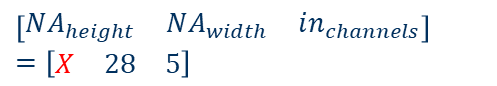 [NA_height NA_width in_channels]
= [X 28 5]